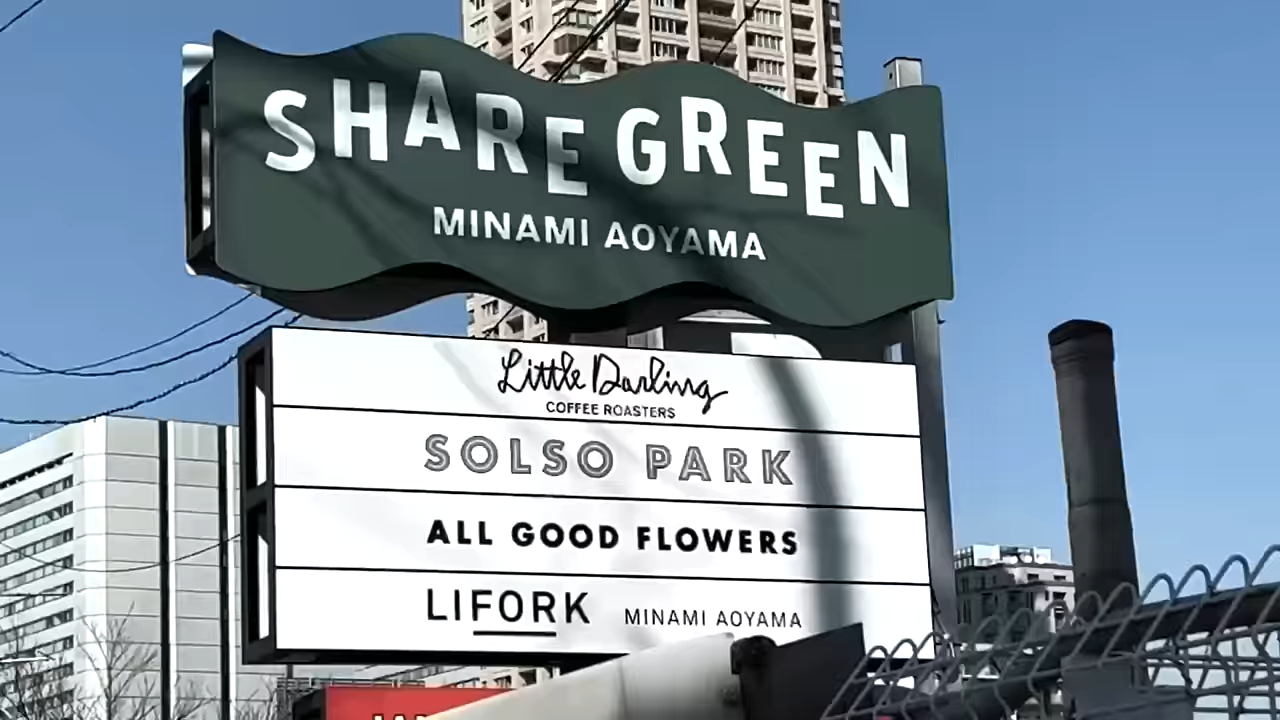 SHARE GREEN
MINAMI AOYAMA
Little Darling
COFFEE ROASTERS
SOLSO PARK
ALL GOOD FLOWERS
LIFORK MINAMI AOYAMA